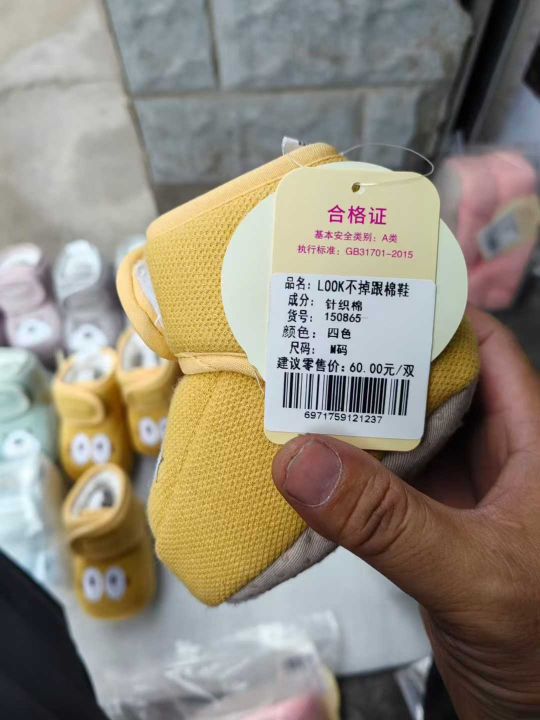 合格证
基本安全类别：A类
执行标准：GB31701-2015
品名：LOOK不掉跟棉鞋
成分：针织棉
货号：150865
颜色：四色
尺码：M码
建议零售价：60.00元/双
6971759121237